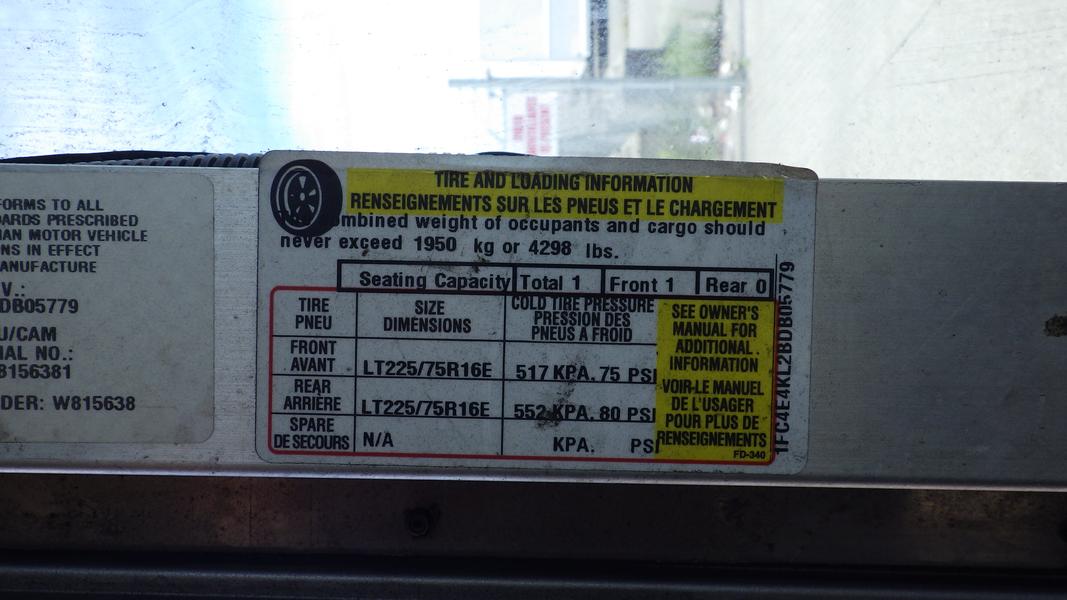 FORMS TO ALL
ARDS PRESCRIBED
IAN MOTOR VEHICLE
NS IN EFFECT
ANUFACTURE
V.:
DB05779
U/CAM
IAL NO.:
8156381
DER: W815638
TIRE AND LOADING INFORMATION
RENSEIGNEMENTS SUR LES PNEUS ET LE CHARGEMENT
mbined weight of occupants and cargo should
never exceed 1950 kg or 4298 lbs.
Seating Capacity Total 1 Front 1 Rear 0
TIRE
PNEU
SIZE
DIMENSIONS
COLD TIRE PRESSURE
PRESSION DES
PNEUS A FROID
FRONT
AVANT
LT225/75R16E
517 KPA. 75 PSI
REAR
ARRIÈRE
LT225/75R16E
552 KPA. 80 PSI
SPARE
DE SECOURS
N/A
KPA. PSI
SEE OWNER'S
MANUAL FOR
ADDITIONAL
INFORMATION
VOIR-LE MANUEL
DE L'USAGER
POUR PLUS DE
RENSEIGNEMENTS
FD-340
1FC4E4KL2BDB05779